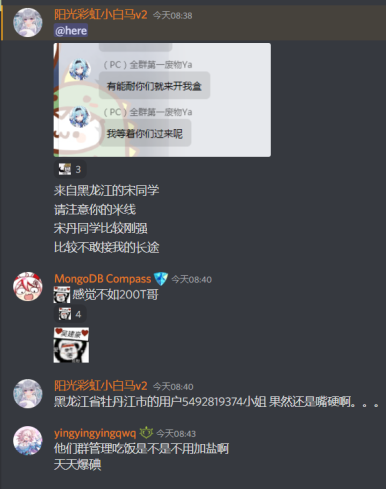 阳光彩虹小白马v2 今天08:38
@here
（PC）全群第一废物Ya
有能耐你们就来开我盒
（PC）全群第一废物Ya
我等着你们过来呢
3
来自黑龙江的宋同学
请注意你的米线
宋丹同学比较刚强
比较不敢接我的长途
MongoDB Compass 今天08:40
感觉不如200T哥
4
阳光彩虹小白马v2 今天08:40
黑龙江省牡丹江市的用户5492819374小姐 果然还是嘴硬啊。。。
yingyingyingqwq 今天08:43
他们群管理吃饭是不是不用加盐啊
天天爆碘